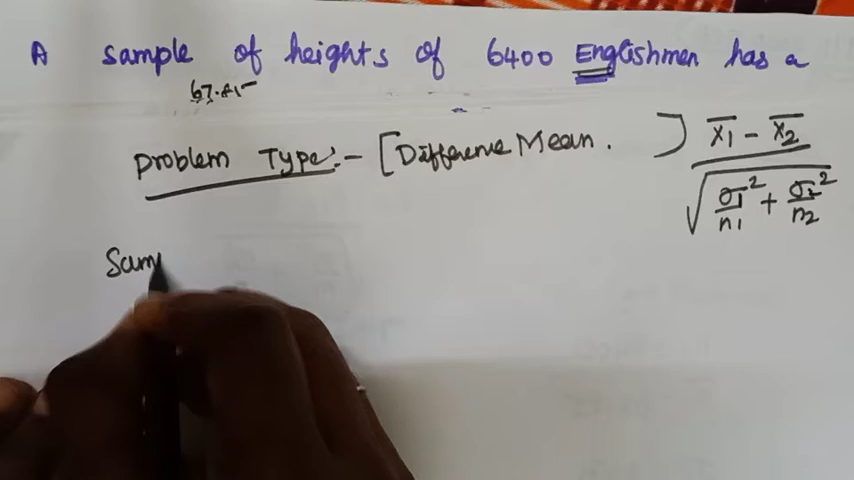 A sample of heights of 6400 Englishmen has a
67.85
Problem Type:- [Difference Mean. ] x̄1 - x̄2 / √(σ1²/n1 + σ2²/n2)
Sam